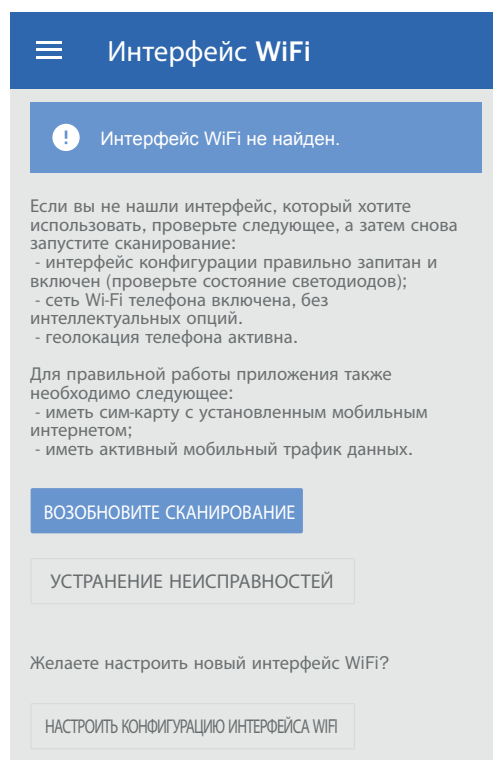 Интерфейс WiFi
Интерфейс WiFi не найден.
Если вы не нашли интерфейс, который хотите
использовать, проверьте следующее, а затем снова
запустите сканирование:
- интерфейс конфигурации правильно запитан и
включен (проверьте состояние светодиодов);
- сеть Wi-Fi телефона включена, без
интеллектуальных опций.
- геолокация телефона активна.
Для правильной работы приложения также
необходимо следующее:
- иметь сим-карту с установленным мобильным
интернетом;
- иметь активный мобильный трафик данных.
ВОЗОБНОВИТЕ СКАНИРОВАНИЕ
УСТРАНЕНИЕ НЕИСПРАВНОСТЕЙ
Желаете настроить новый интерфейс WiFi?
НАСТРОИТЬ КОНФИГУРАЦИЮ ИНТЕРФЕЙСА WIFI